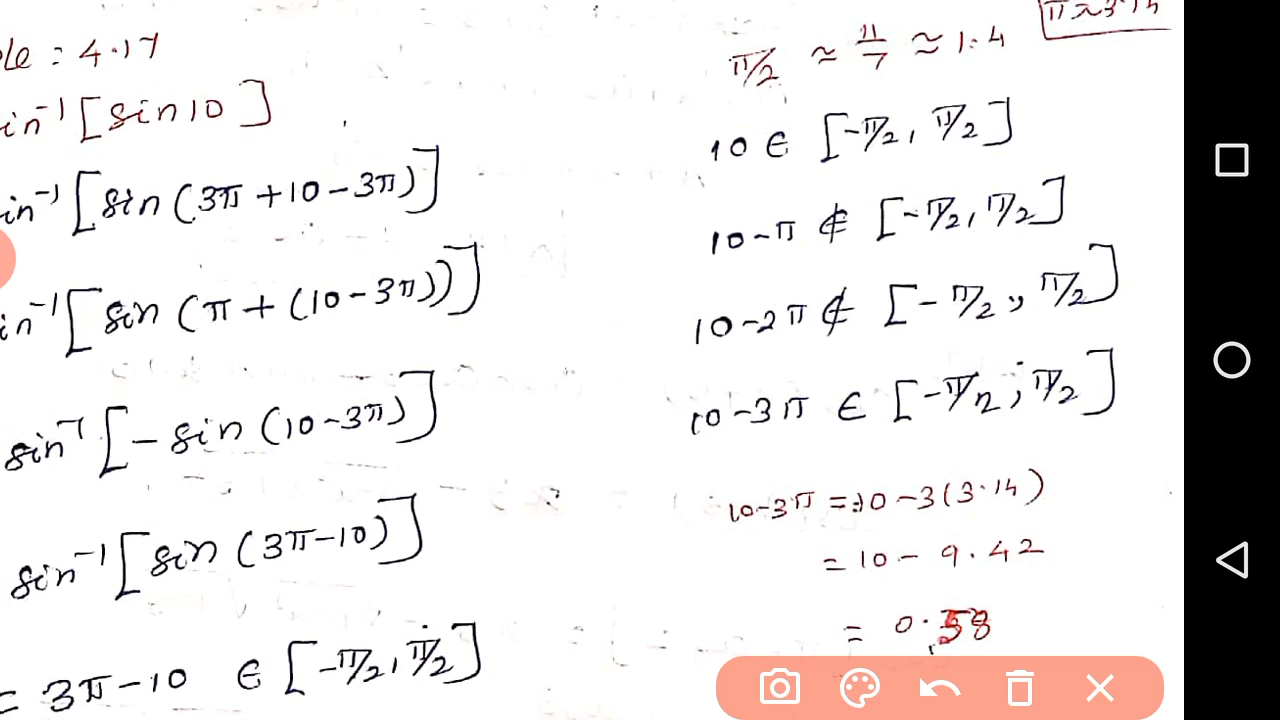 le : 4.17
in⁻¹ [sin 10]
in⁻¹ [sin (3π + 10 - 3π)]
in⁻¹ [sin (π + (10 - 3π))]
sin⁻¹ [- sin (10 - 3π)]
sin⁻¹ [sin (3π - 10)]
= 3π - 10 ∈ [-π/2, π/2]
π ≈ 3.14
π/2 ≈ 11/7 ≈ 1.4
10 ∈ [-π/2, π/2]
10 - π ∉ [-π/2, π/2]
10 - 2π ∉ [-π/2, π/2]
10 - 3π ∈ [-π/2, π/2]
10 - 3π = 10 - 3(3.14)
= 10 - 9.42
= 0.58